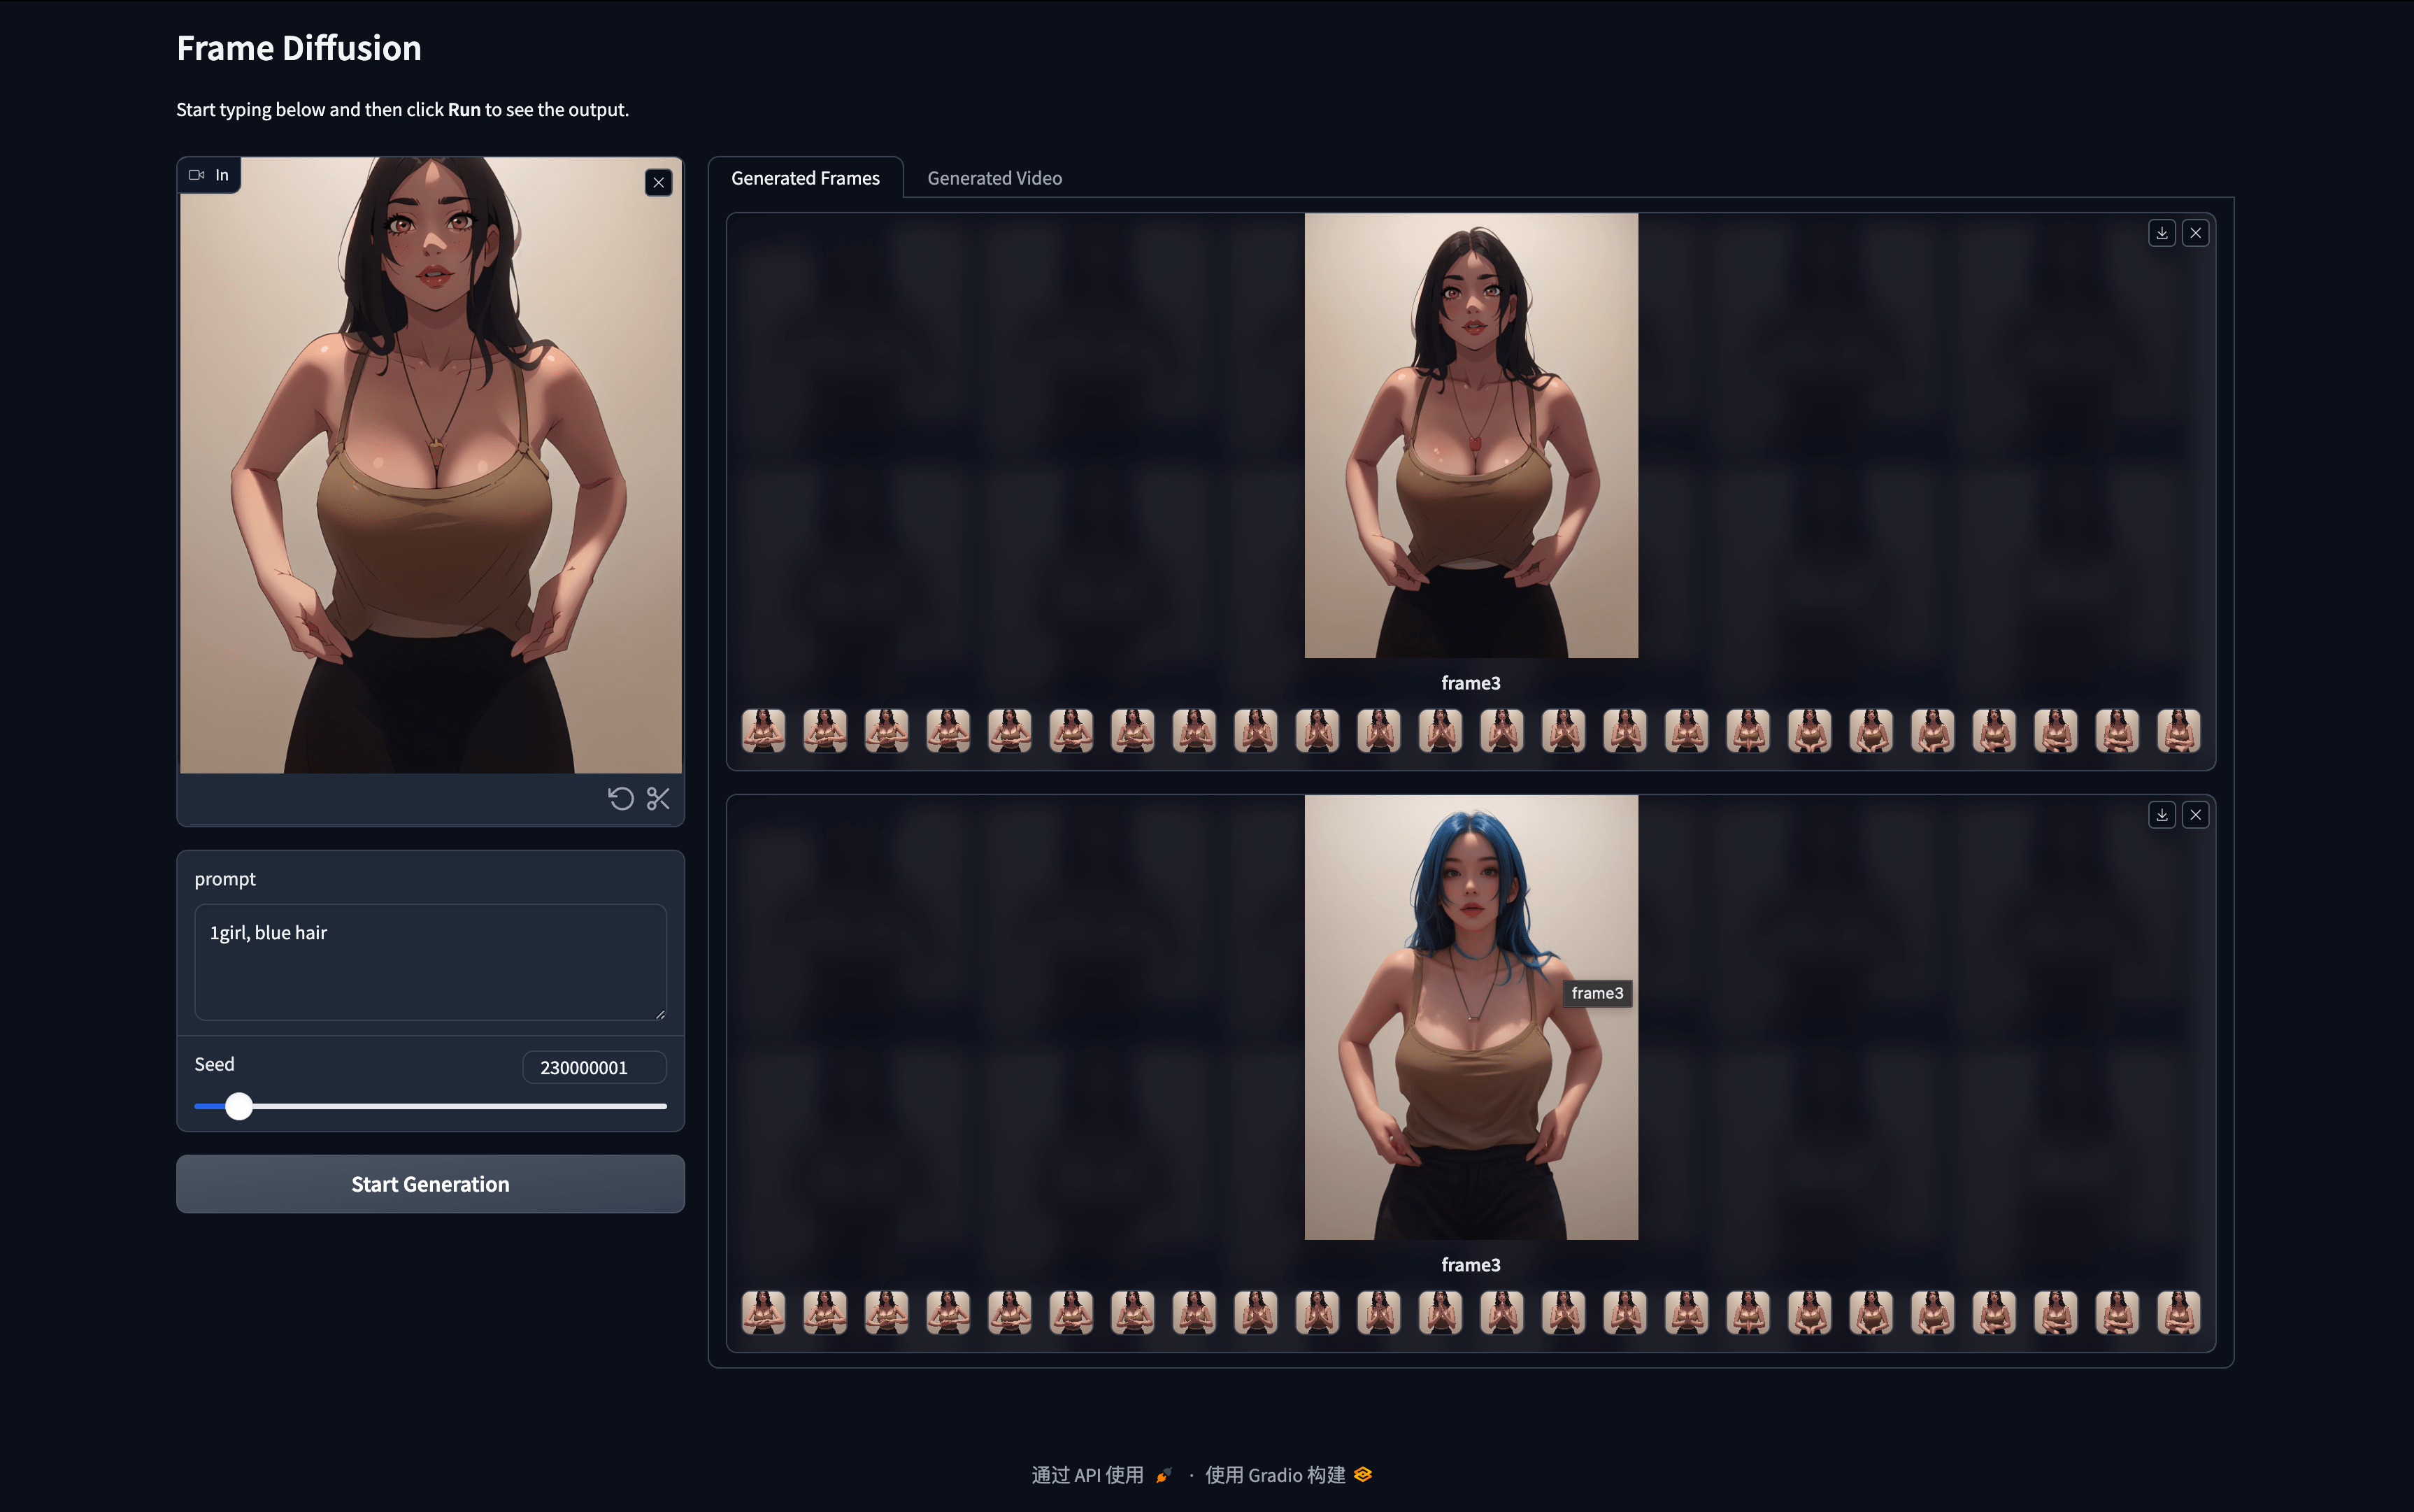 Frame Diffusion
Start typing below and then click Run to see the output.
In
Generated Frames
Generated Video
frame3
prompt
1girl, blue hair
Seed
230000001
Start Generation
frame3
frame3
通过 API 使用 · 使用 Gradio 构建